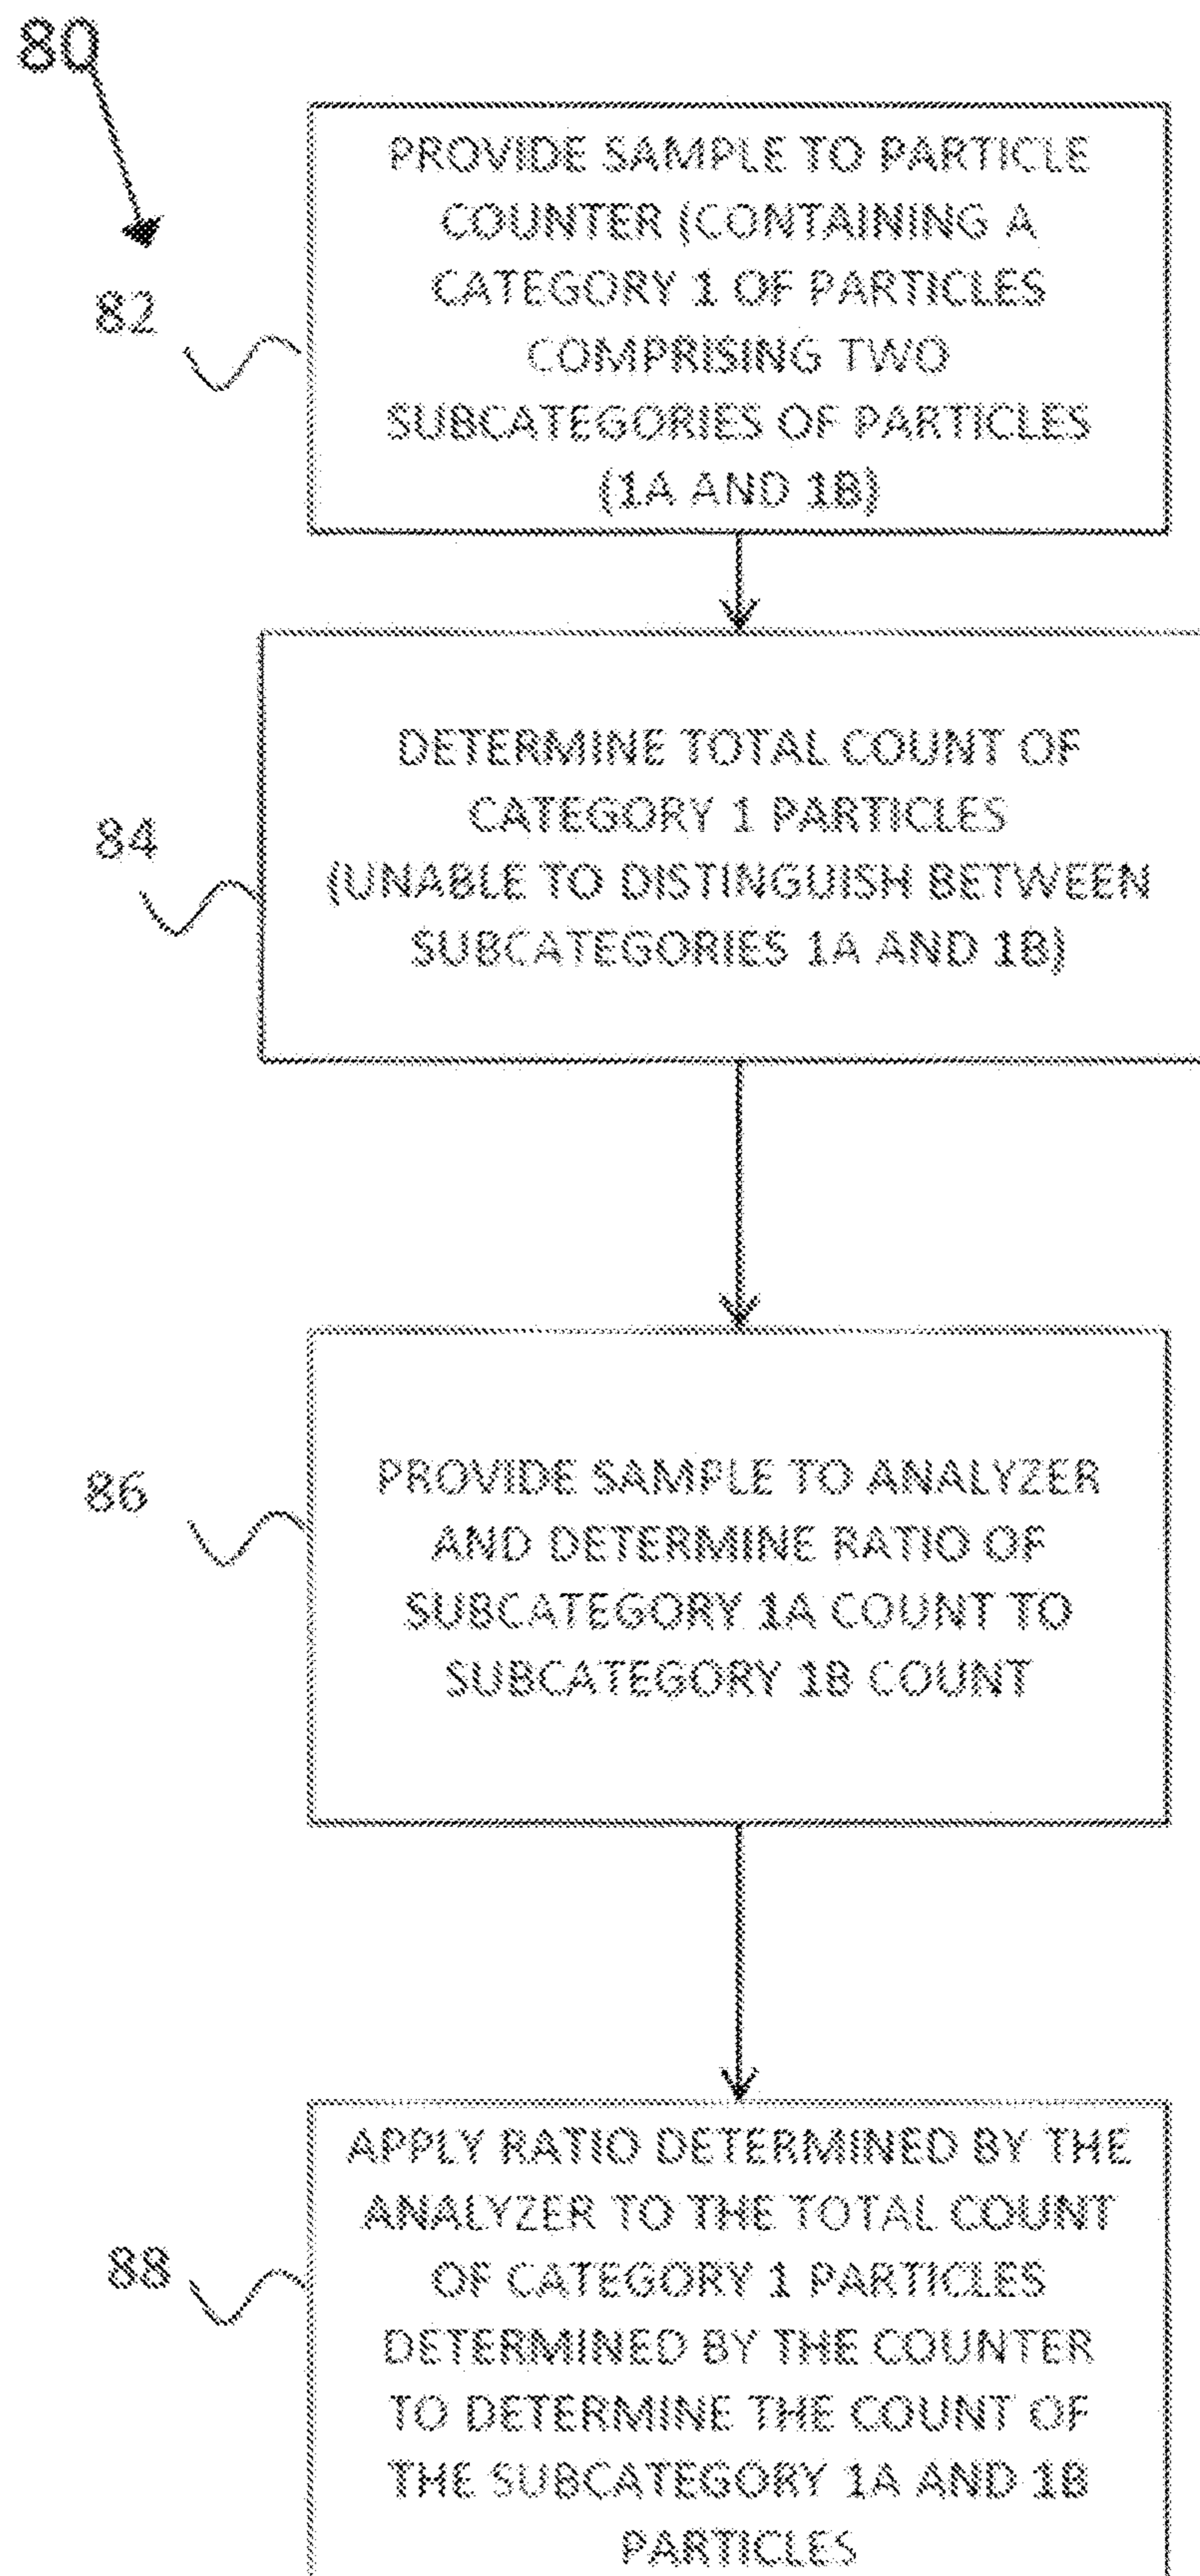 80
PROVIDE SAMPLE TO PARTICLE
COUNTER (CONTAINING A
CATEGORY 1 OF PARTICLES
COMPRISING TWO
SUBCATEGORIES OF PARTICLES
(1A AND 1B)
82
DETERMINE TOTAL COUNT OF
CATEGORY 1 PARTICLES
(UNABLE TO DISTINGUISH BETWEEN
SUBCATEGORIES 1A AND 1B)
84
PROVIDE SAMPLE TO ANALYZER
AND DETERMINE RATIO OF
SUBCATEGORY 1A COUNT TO
SUBCATEGORY 1B COUNT
86
APPLY RATIO DETERMINED BY THE
ANALYZER TO THE TOTAL COUNT
OF CATEGORY 1 PARTICLES
DETERMINED BY THE COUNTER
TO DETERMINE THE COUNT OF
THE SUBCATEGORY 1A AND 1B
PARTICLES
88